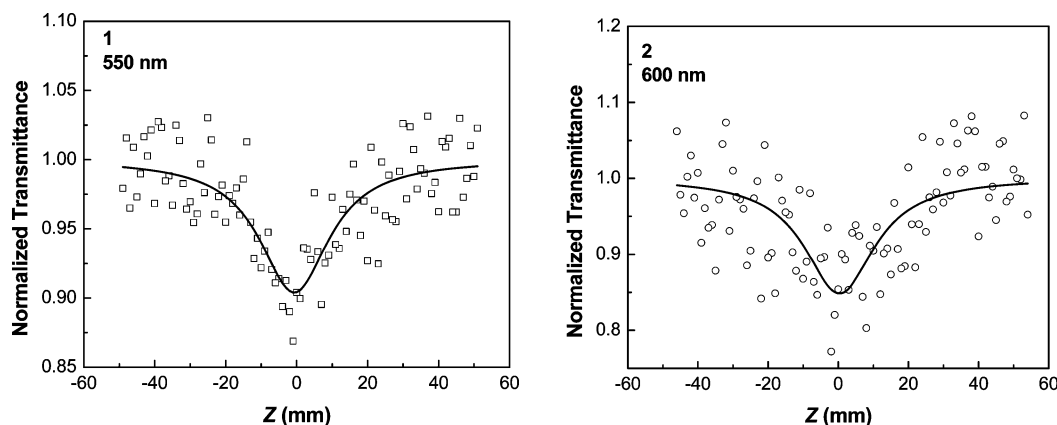 1
550 nm
Normalized Transmittance
1.10
1.05
1.00
0.95
0.90
0.85
-60 -40 -20 0 20 40 60
Z (mm)
2
600 nm
Normalized Transmittance
1.2
1.1
1.0
0.9
0.8
-60 -40 -20 0 20 40 60
Z (mm)